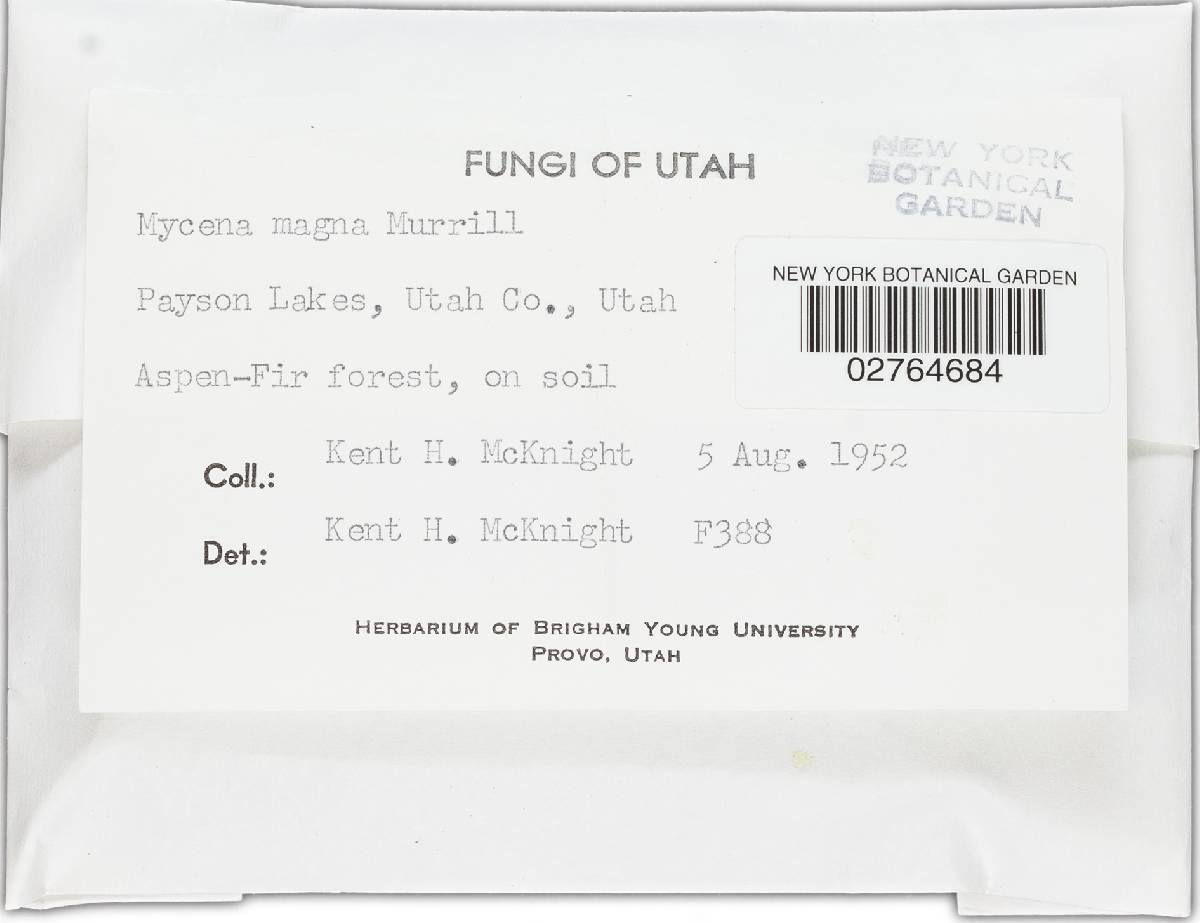 FUNGI OF UTAH
NEW YORK
BOTANICAL
GARDEN
Mycena magna Murrill
NEW YORK BOTANICAL GARDEN
02764684
Payson Lakes, Utah Co., Utah
Aspen-Fir forest, on soil
Coll.: Kent H. McKnight 5 Aug. 1952
Det.: Kent H. McKnight F388
HERBARIUM OF BRIGHAM YOUNG UNIVERSITY
PROVO, UTAH